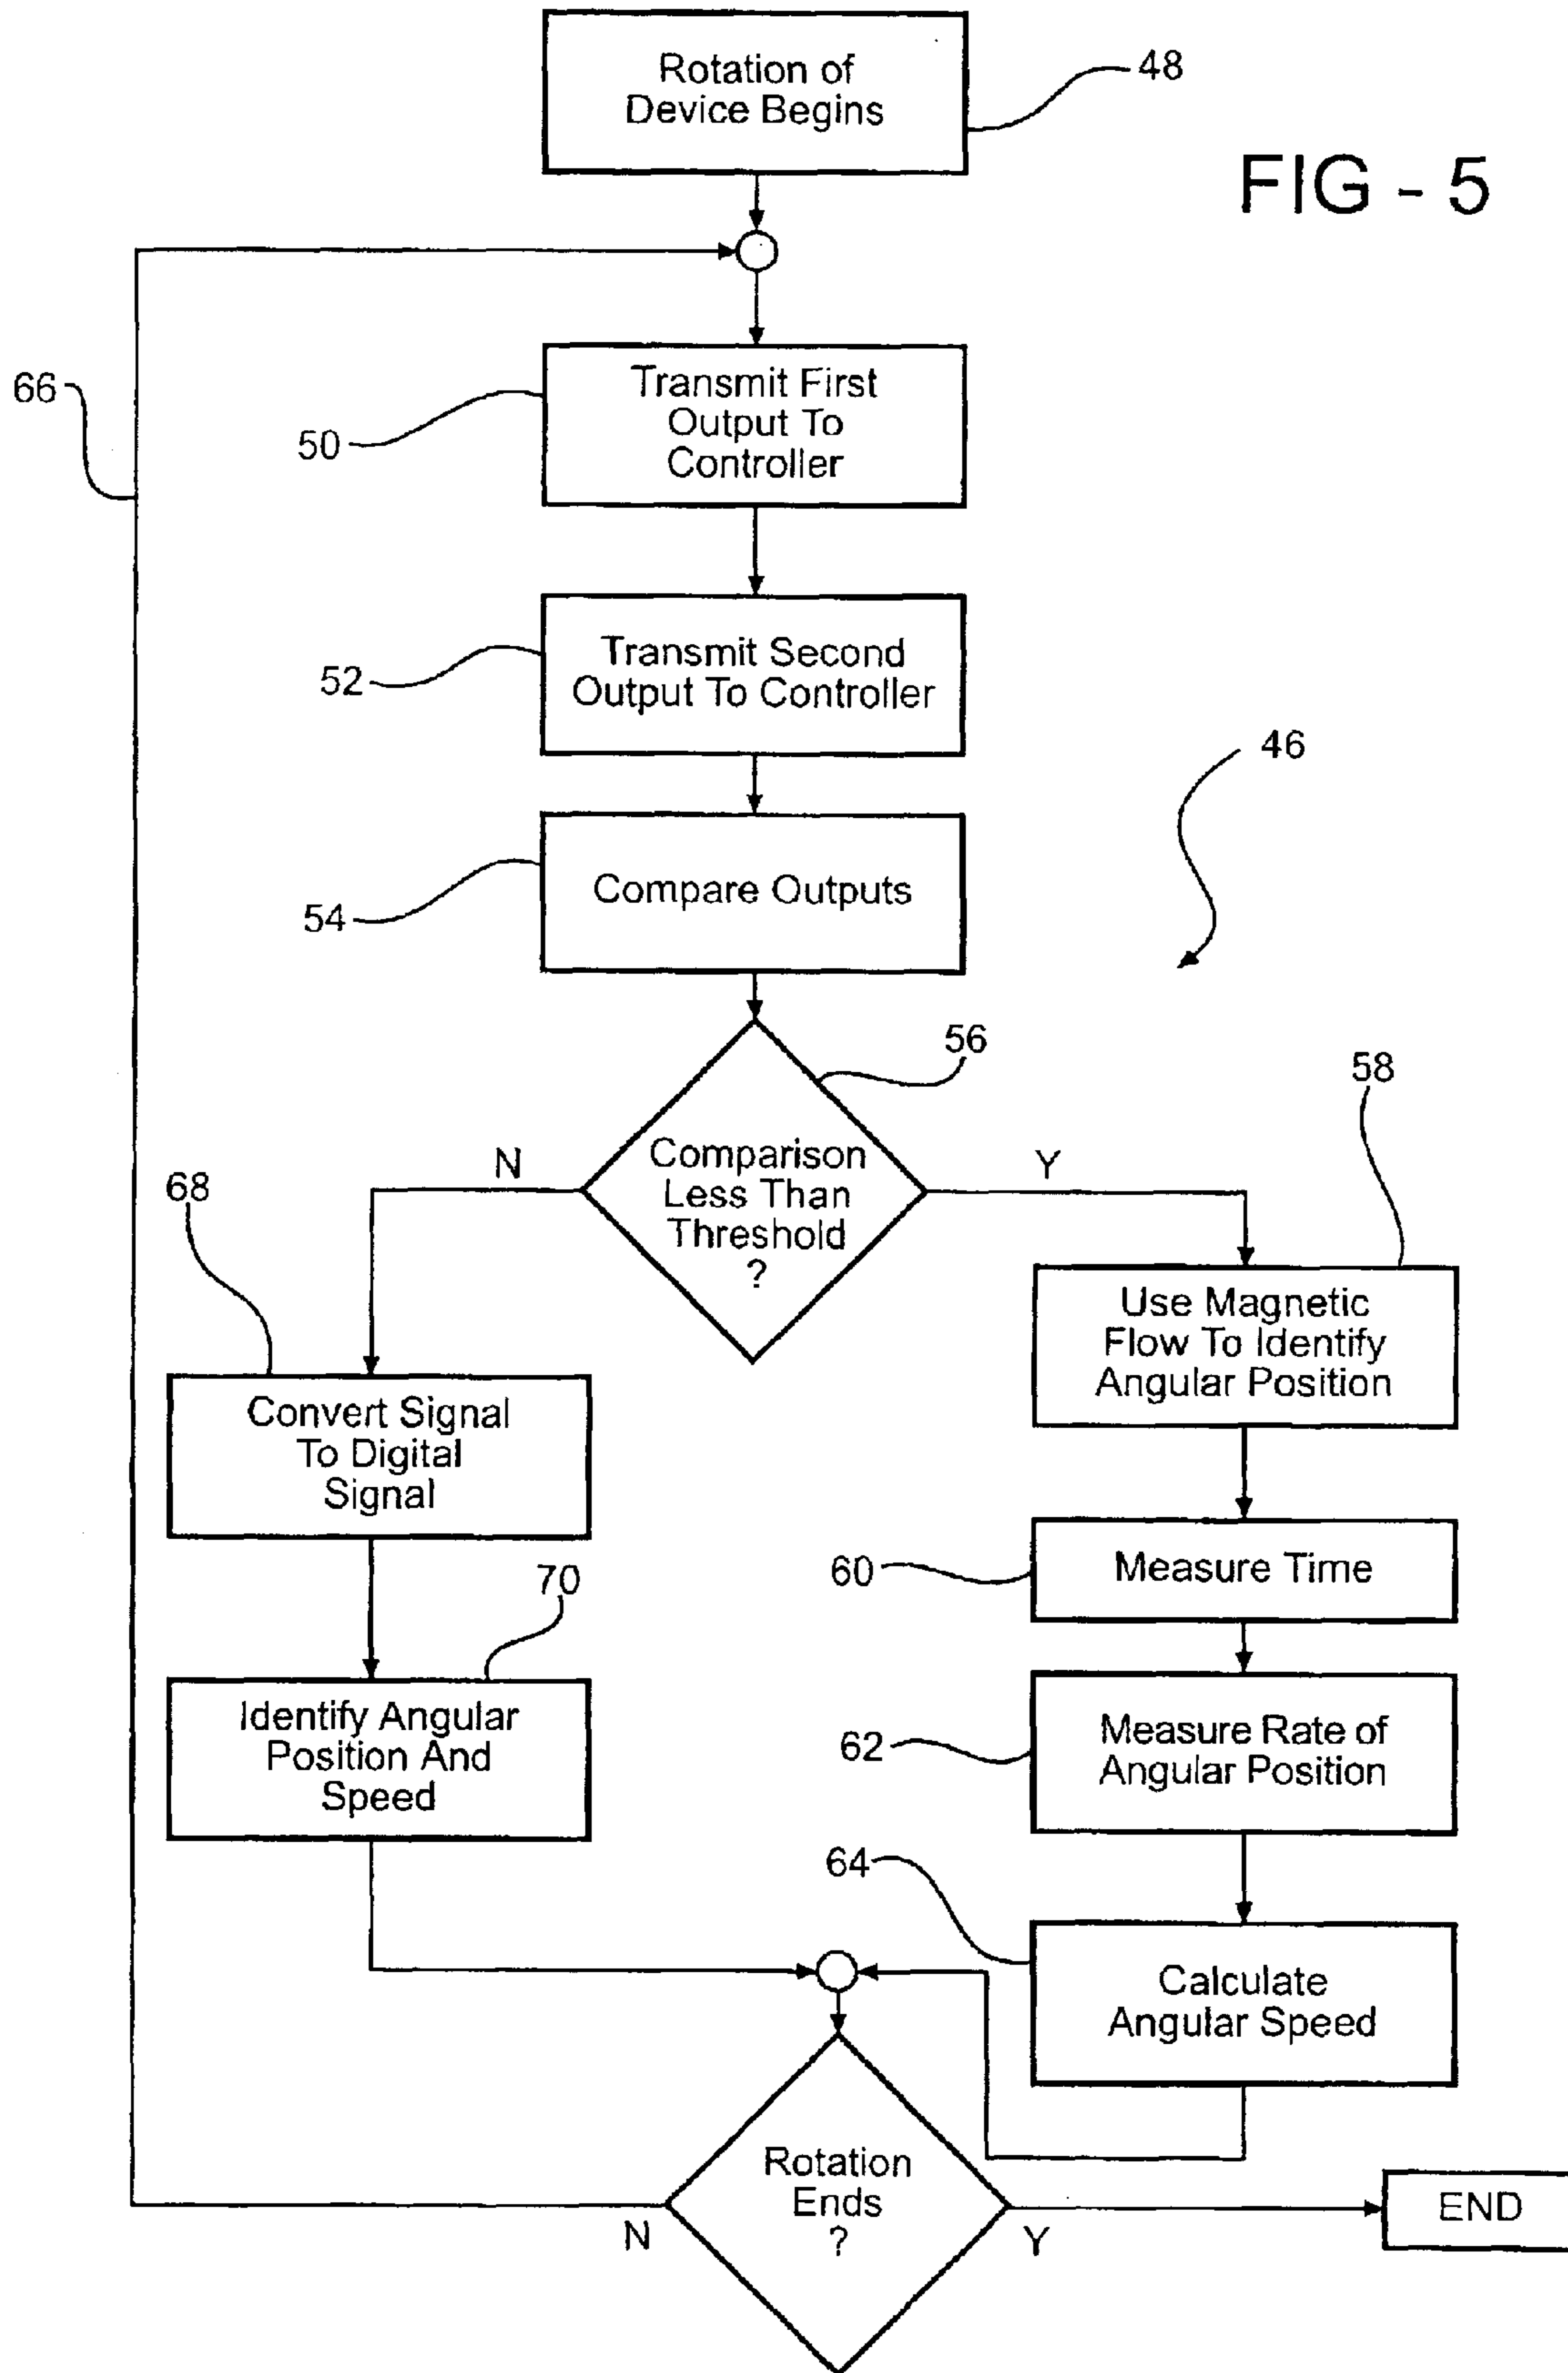 Rotation of
Device Begins
48
FIG - 5
66
Transmit First
Output To
Controller
50
Transmit Second
Output To Controller
52
46
Compare Outputs
54
56
Comparison
Less Than
Threshold
?
N
Y
68
58
Use Magnetic
Flow To Identify
Angular Position
Convert Signal
To Digital
Signal
60
Measure Time
70
Identify Angular
Position And
Speed
62
Measure Rate of
Angular Position
64
Calculate
Angular Speed
Rotation
Ends
?
N
Y
END